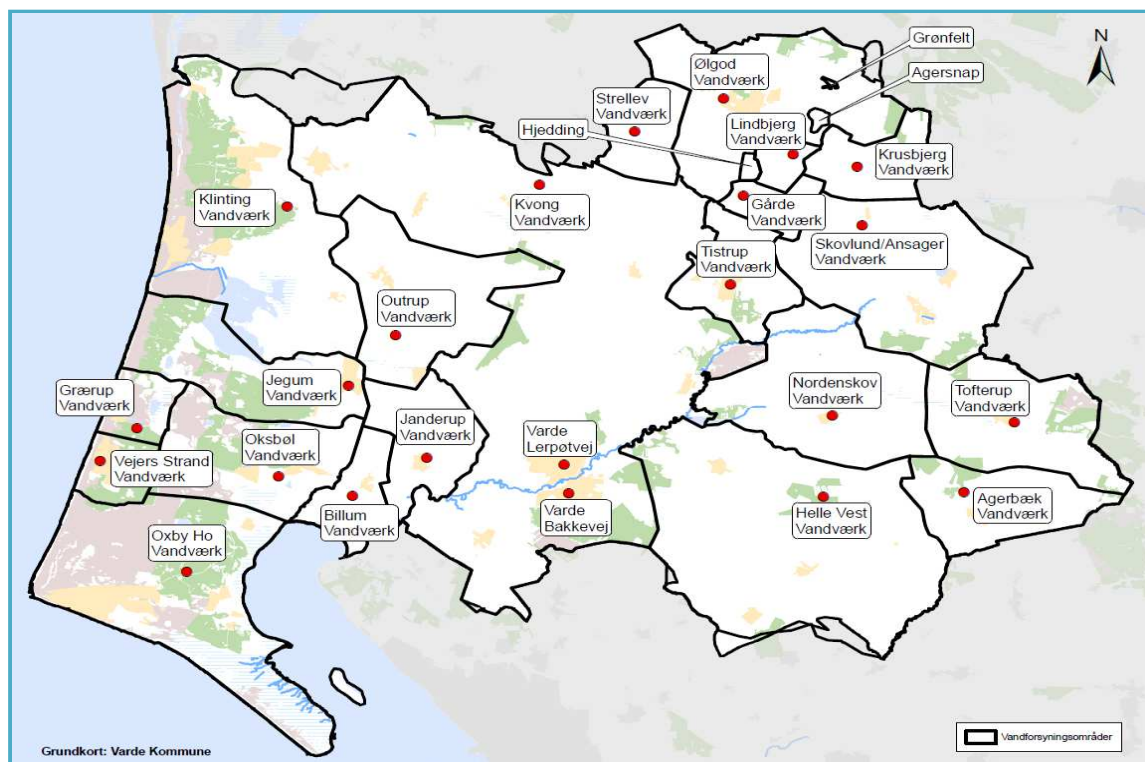 N
Grønfelt
Agersnap
Ølgod
Vandværk
Strellev
Vandværk
Hjedding
Lindbjerg
Vandværk
Krusbjerg
Vandværk
Klinting
Vandværk
Kvong
Vandværk
Gårde
Vandværk
Skovlund/Ansager
Vandværk
Tistrup
Vandværk
Outrup
Vandværk
Grærup
Vandværk
Jegum
Vandværk
Janderup
Vandværk
Nordenskov
Vandværk
Tofterup
Vandværk
Vejers Strand
Vandværk
Oksbøl
Vandværk
Varde
Lerpøtvej
Billum
Vandværk
Varde
Bakkevej
Helle Vest
Vandværk
Agerbæk
Vandværk
Oxby Ho
Vandværk
Grundkort: Varde Kommune
Vandforsyningsområder